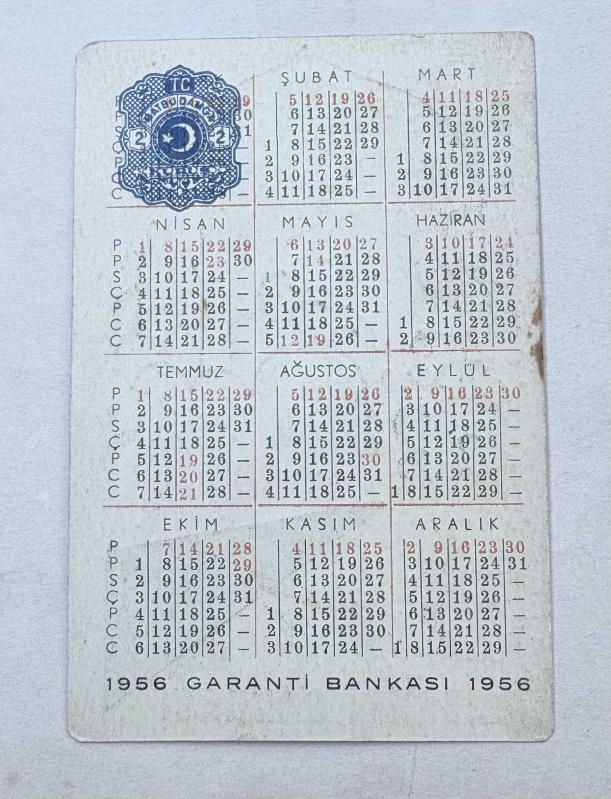 TC
MATBU DAMGA
2 2
ŞUBAT MART
29 5 12 19 26 4 11 18 25
30 6 13 20 27 5 12 19 26
S 31 7 14 21 28 6 13 20 27
1 8 15 22 29 7 14 21 28
2 9 16 23 – 1 8 15 22 29
3 10 17 24 – 2 9 16 23 30
C 4 11 18 25 – 3 10 17 24 31
NİSAN MAYIS HAZİRAN
P 1 8 15 22 29 6 13 20 27 3 10 17 24
P 2 9 16 23 30 7 14 21 28 4 11 18 25
S 3 10 17 24 – 1 8 15 22 29 5 12 19 26
Ç 4 11 18 25 – 2 9 16 23 30 6 13 20 27
P 5 12 19 26 – 3 10 17 24 31 7 14 21 28
C 6 13 20 27 – 4 11 18 25 – 1 8 15 22 29
C 7 14 21 28 – 5 12 19 26 – 2 9 16 23 30
TEMMUZ AĞUSTOS EYLÜL
P 1 8 15 22 29 5 12 19 26 2 9 16 23 30
P 2 9 16 23 30 6 13 20 27 3 10 17 24 –
S 3 10 17 24 31 7 14 21 28 4 11 18 25 –
Ç 4 11 18 25 – 1 8 15 22 29 5 12 19 26 –
P 5 12 19 26 – 2 9 16 23 30 6 13 20 27 –
C 6 13 20 27 – 3 10 17 24 31 7 14 21 28 –
C 7 14 21 28 – 4 11 18 25 – 1 8 15 22 29 –
EKİM KASIM ARALIK
P 7 14 21 28 4 11 18 25 2 9 16 23 30
P 1 8 15 22 29 5 12 19 26 3 10 17 24 31
S 2 9 16 23 30 6 13 20 27 4 11 18 25 –
Ç 3 10 17 24 31 7 14 21 28 5 12 19 26 –
P 4 11 18 25 – 1 8 15 22 29 6 13 20 27 –
C 5 12 19 26 – 2 9 16 23 30 7 14 21 28 –
C 6 13 20 27 – 3 10 17 24 – 1 8 15 22 29 –
1956 GARANTİ BANKASI 1956